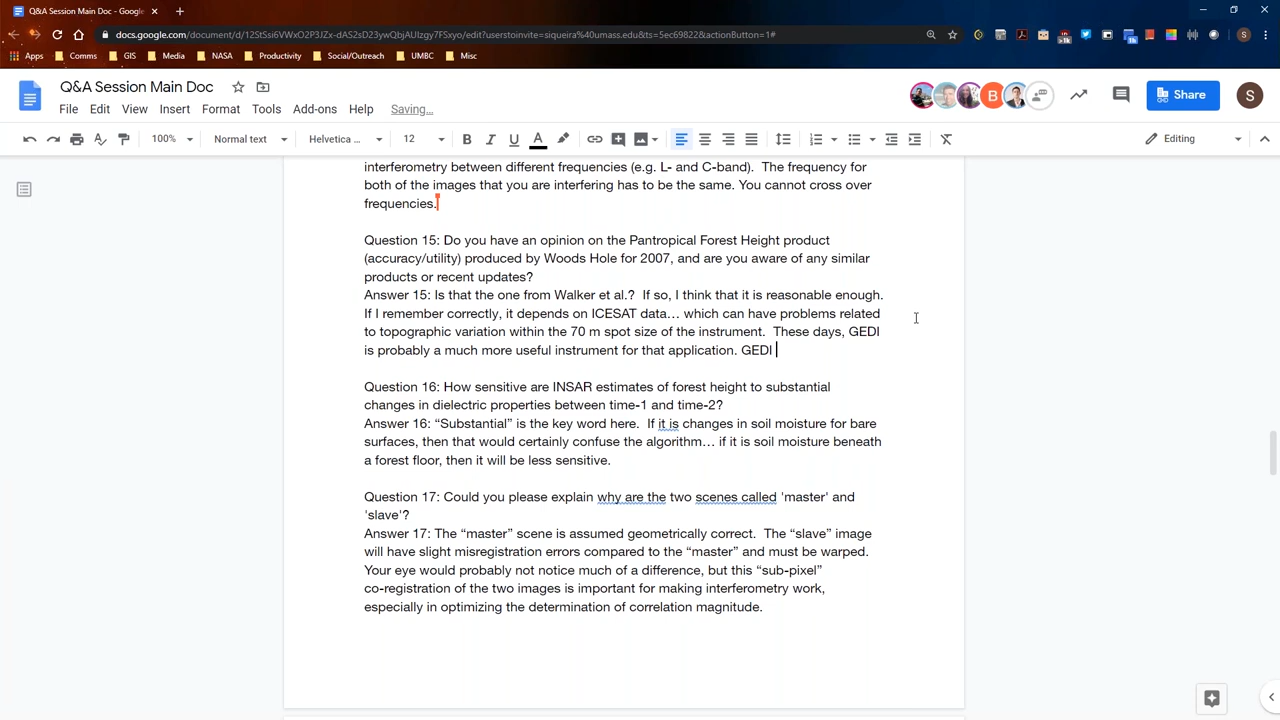 Q&A Session Main Doc - Google
docs.google.com/document/d/12StSsi6VWxO2P3JZx-dAS2sD23ywQbjAUIzgy7FSxyo/edit?userstoinvite=siqueira%40umass.edu&ts=5ec69822&actionButton=1#
Apps Comms GIS Media NASA Productivity Social/Outreach UMBC Misc
Q&A Session Main Doc
File Edit View Insert Format Tools Add-ons Help Saving...
Share
S
B
100% Normal text Helvetica ... 12 B I U A Editing
interferometry between different frequencies (e.g. L- and C-band).  The frequency for
both of the images that you are interfering has to be the same. You cannot cross over
frequencies.
Question 15: Do you have an opinion on the Pantropical Forest Height product
(accuracy/utility) produced by Woods Hole for 2007, and are you aware of any similar
products or recent updates?
Answer 15: Is that the one from Walker et al.?  If so, I think that it is reasonable enough.
If I remember correctly, it depends on ICESAT data… which can have problems related
to topographic variation within the 70 m spot size of the instrument.  These days, GEDI
is probably a much more useful instrument for that application. GEDI
Question 16: How sensitive are INSAR estimates of forest height to substantial
changes in dielectric properties between time-1 and time-2?
Answer 16: “Substantial” is the key word here.  If it is changes in soil moisture for bare
surfaces, then that would certainly confuse the algorithm… if it is soil moisture beneath
a forest floor, then it will be less sensitive.
Question 17: Could you please explain why are the two scenes called 'master' and
'slave'?
Answer 17: The “master” scene is assumed geometrically correct.  The “slave” image
will have slight misregistration errors compared to the “master” and must be warped.
Your eye would probably not notice much of a difference, but this “sub-pixel”
co-registration of the two images is important for making interferometry work,
especially in optimizing the determination of correlation magnitude.